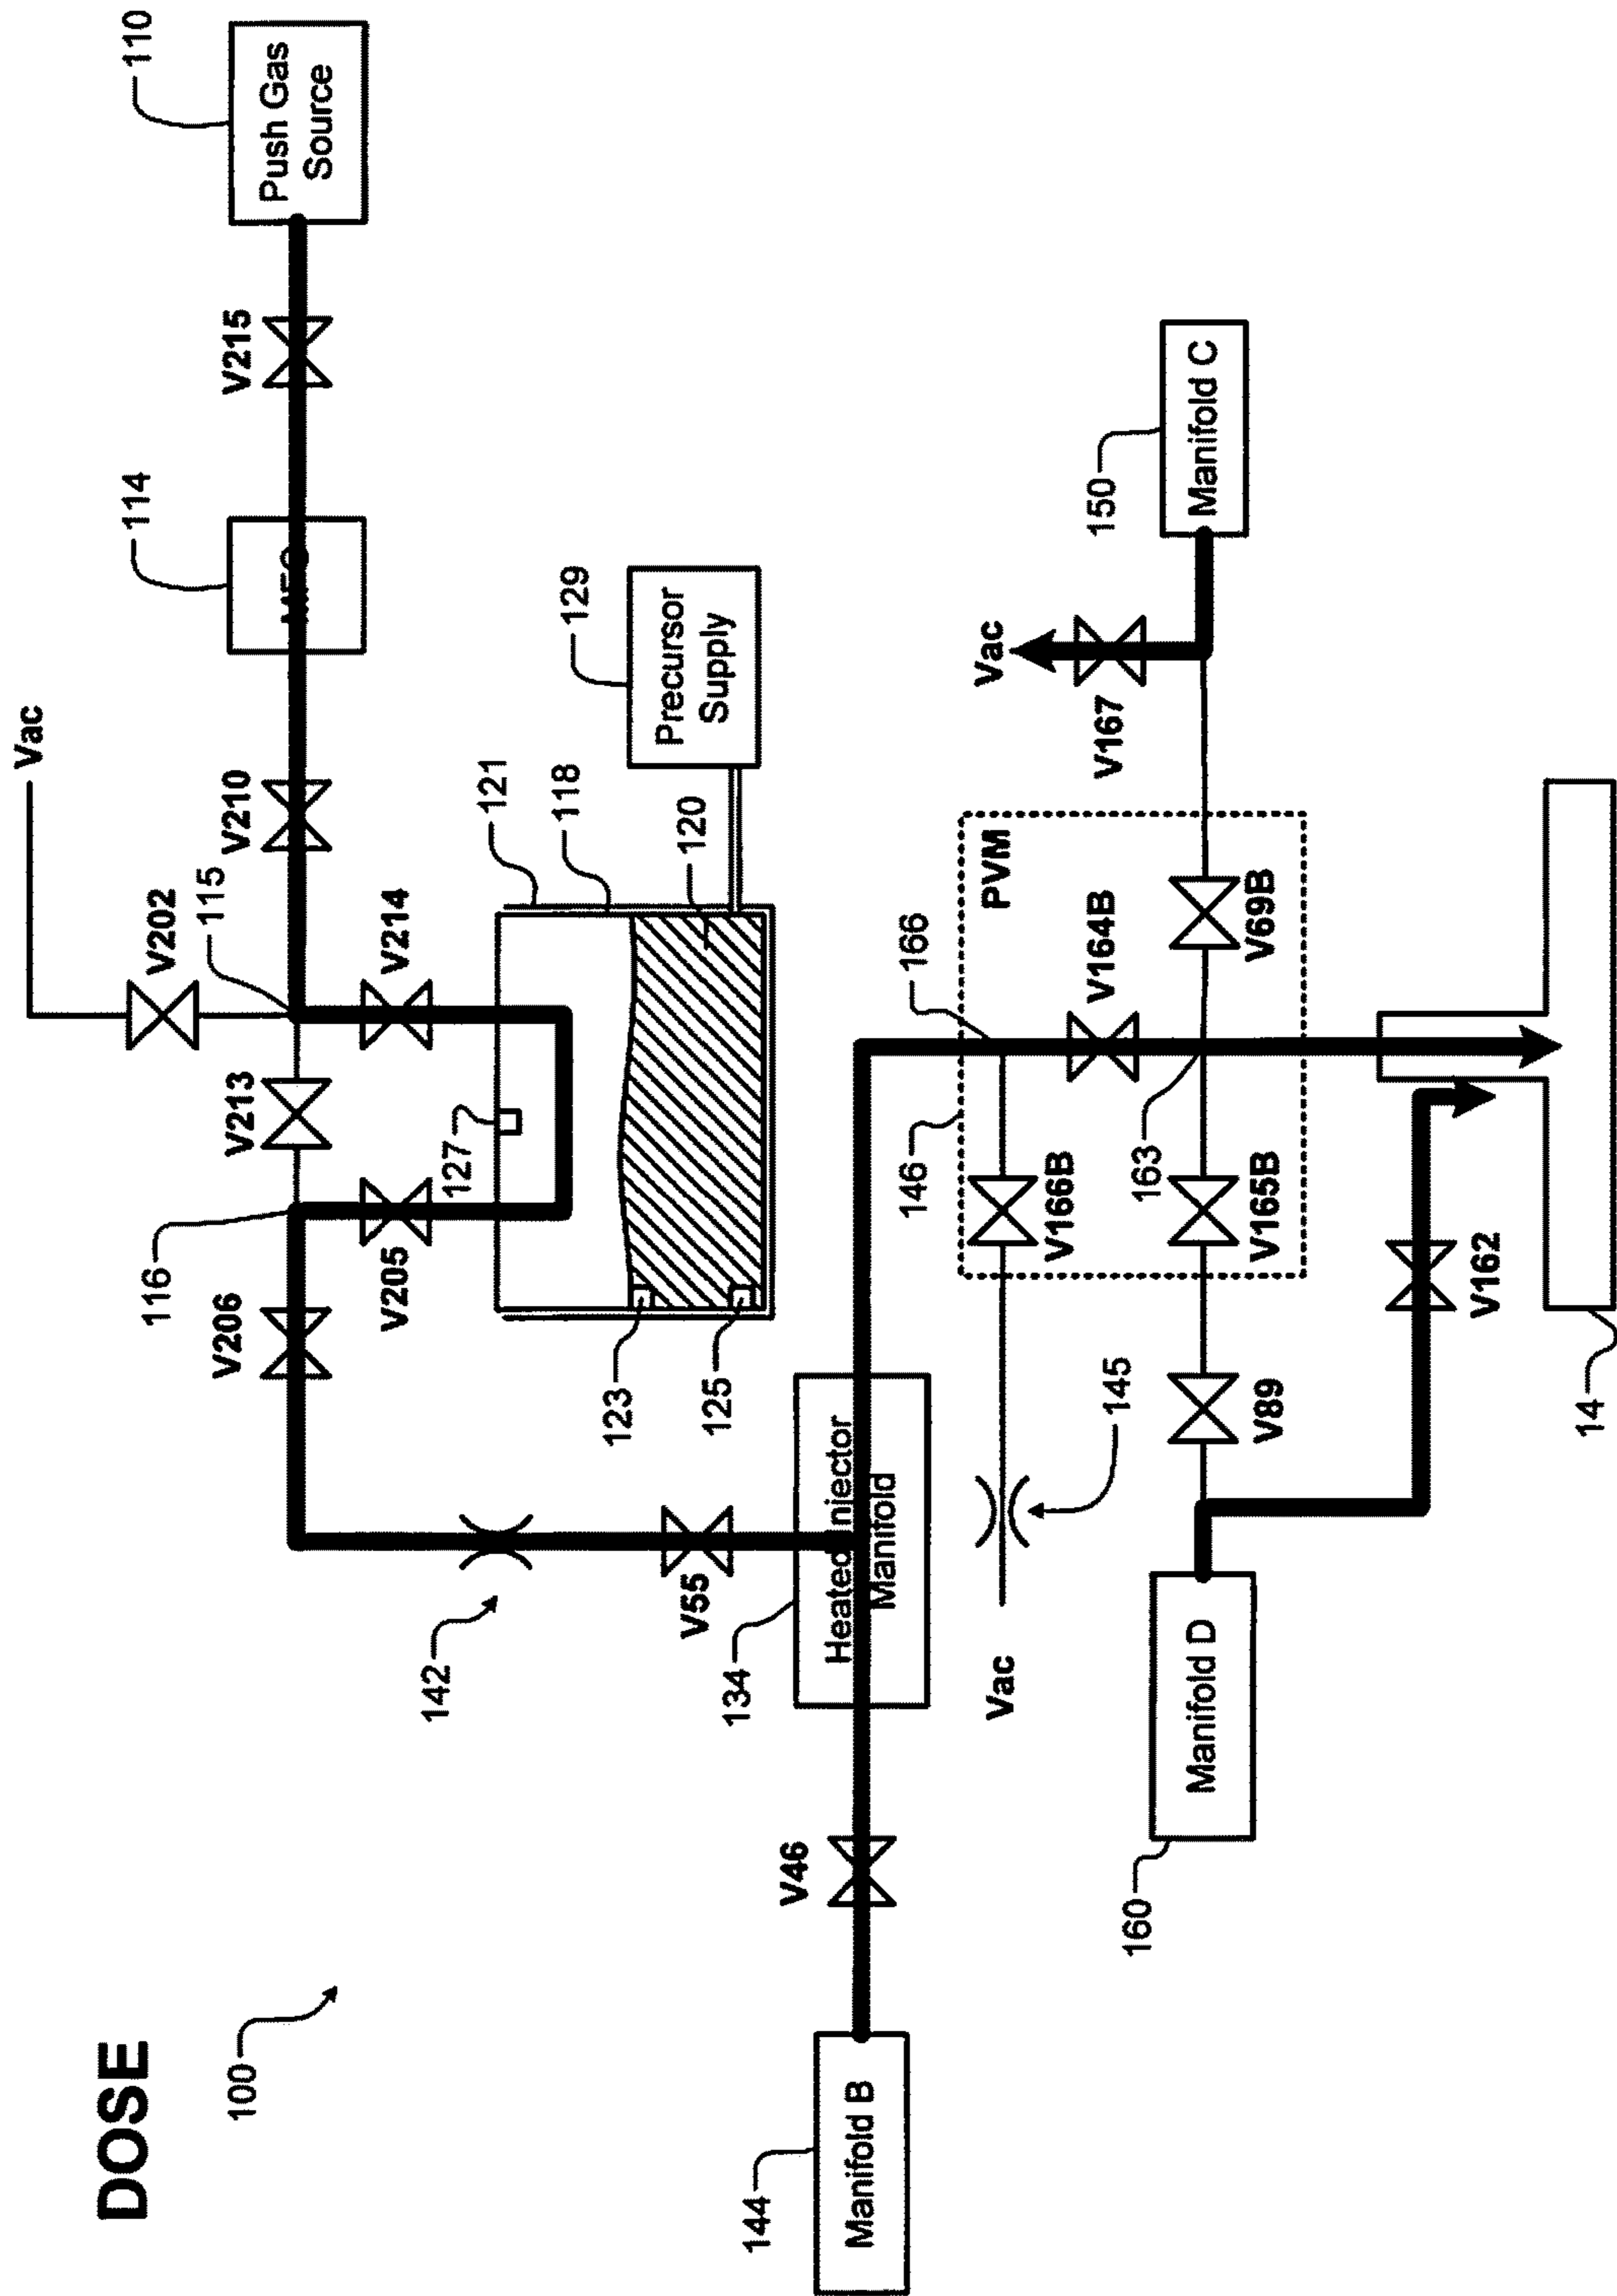 DOSE
100
Vac
110
Push Gas
Source
114
V215
V210
V202
115
V213
116
V206
V214
V205
127
121
118
120
129
Precursor
Supply
123
125
142
V55
134
Heated Injector
Manifold
V46
144
Manifold B
Vac
145
146
166
PVM
V164B
V166B
163
V165B
V69B
Vac
V167
150
Manifold C
V89
160
Manifold D
V162
14